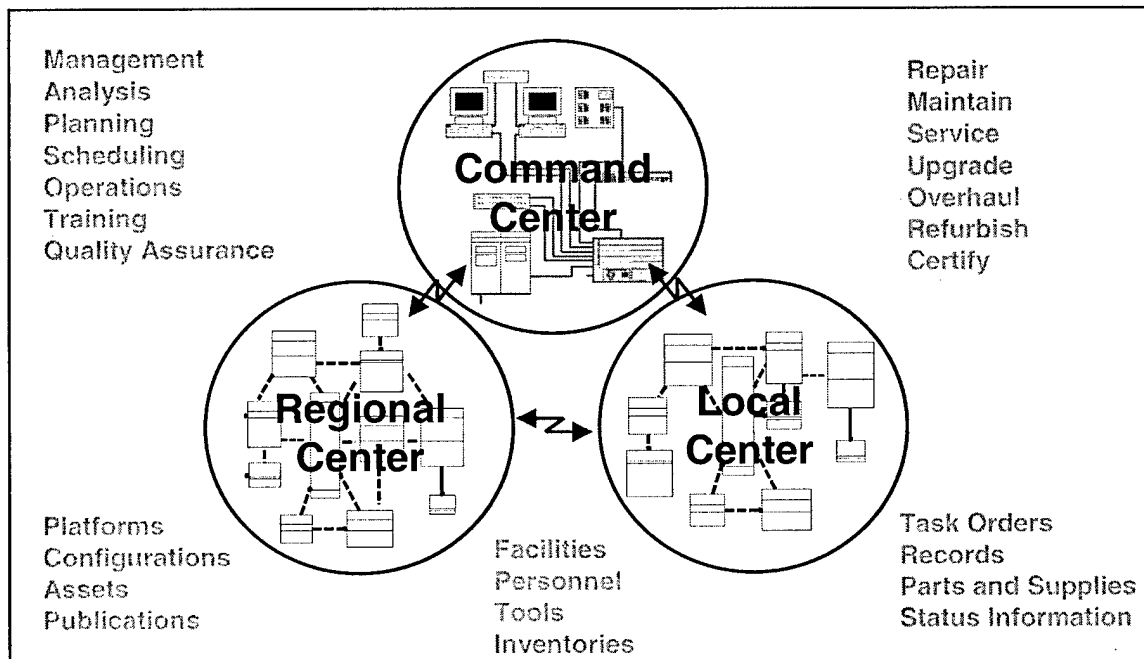 Management
Analysis
Planning
Scheduling
Operations
Training
Quality Assurance
Repair
Maintain
Service
Upgrade
Overhaul
Refurbish
Certify
Command
Center
Regional
Center
Local
Center
Platforms
Configurations
Assets
Publications
Facilities
Personnel
Tools
Inventories
Task Orders
Records
Parts and Supplies
Status Information